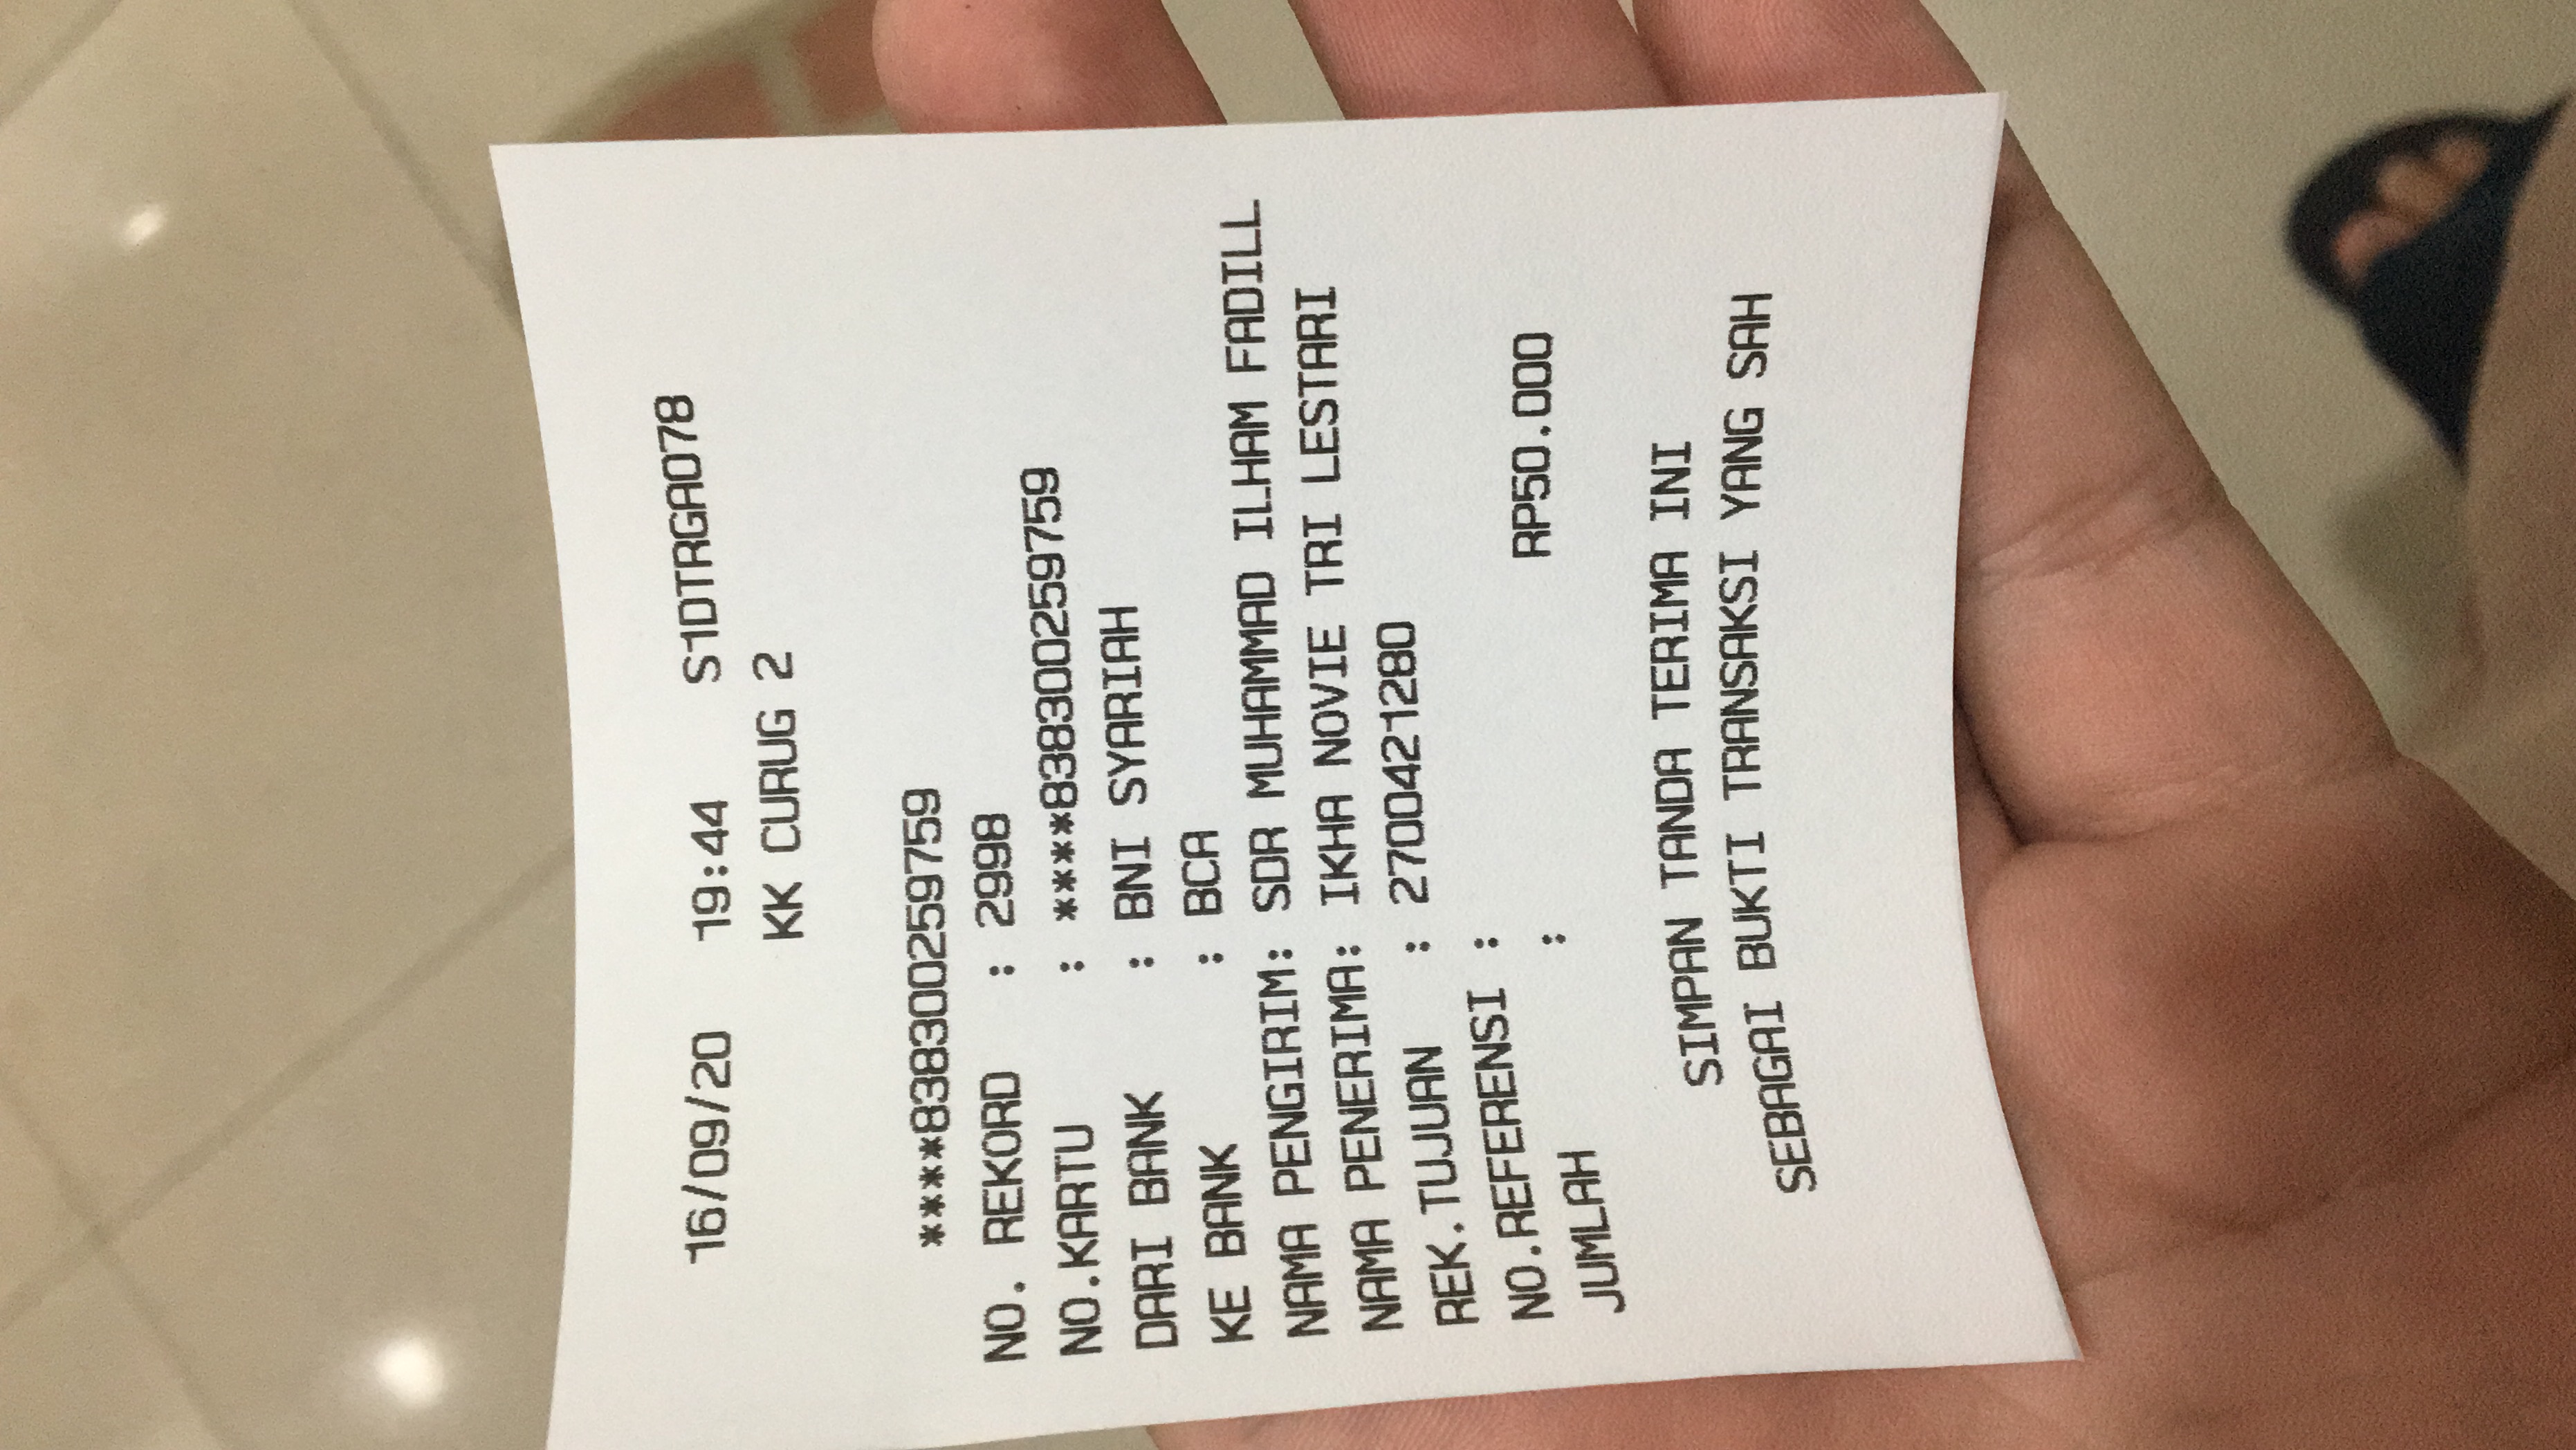 16/09/20 19:44 S1DTRGA078
KK CURUG 2
****838300259759
NO. REKORD : 2998
NO.KARTU : ****838300259759
DARI BANK : BNI SYARIAH
KE BANK : BCA
NAMA PENGIRIM: SDR MUHAMMAD ILHAM FADILL
NAMA PENERIMA: IKHA NOVIE TRI LESTARI
REK.TUJUAN : 2700421280
NO.REFERENSI :
JUMLAH : RP50.000
SIMPAN TANDA TERIMA INI
SEBAGAI BUKTI TRANSAKSI YANG SAH